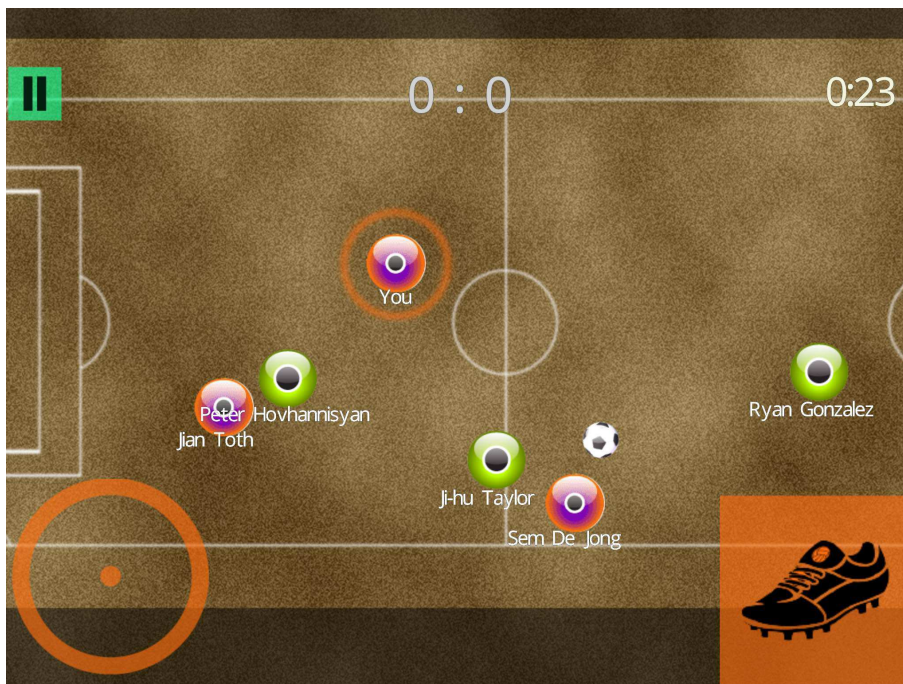 0 : 0
0:23
You
Ryan Gonzalez
Peter Hovhannisyan
Jian Toth
Ji-hu Taylor
Sem De Jong